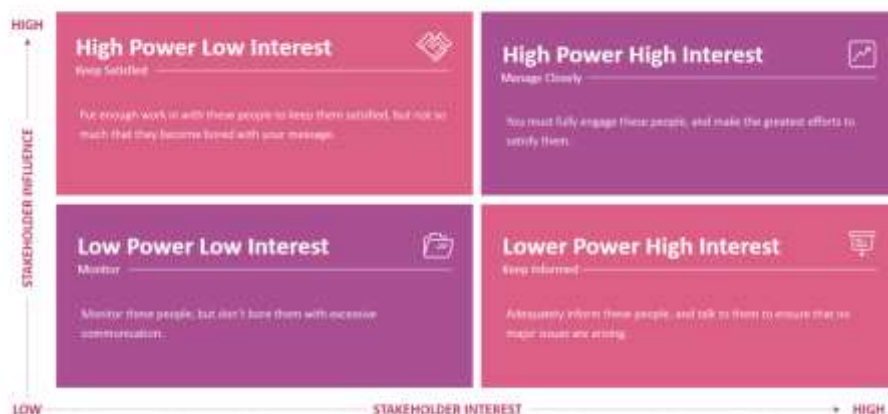 HIGH
High Power Low Interest
Keep Satisfied
Put enough work in with these people to keep them satisfied, but not so
much that they become bored with your message.
High Power High Interest
Manage Closely
You must fully engage these people, and make the greatest efforts to
satisfy them.
STAKEHOLDER INFLUENCE
Low Power Low Interest
Monitor
Monitor these people, but don't bore them with excessive
communication.
Lower Power High Interest
Keep Informed
Adequately inform these people, and talk to them to ensure that no
major issues are arising.
LOW
STAKEHOLDER INTEREST
HIGH